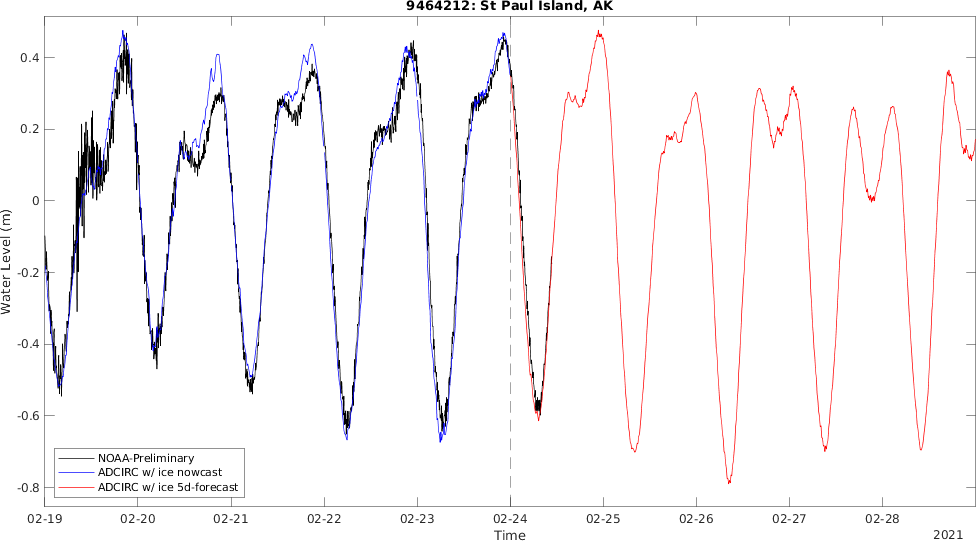 9464212: St Paul Island, AK
Water Level (m)
0.4
0.2
0
-0.2
-0.4
-0.6
-0.8
NOAA-Preliminary
ADCIRC w/ ice nowcast
ADCIRC w/ ice 5d-forecast
02-19 02-20 02-21 02-22 02-23 02-24 02-25 02-26 02-27 02-28
Time
2021